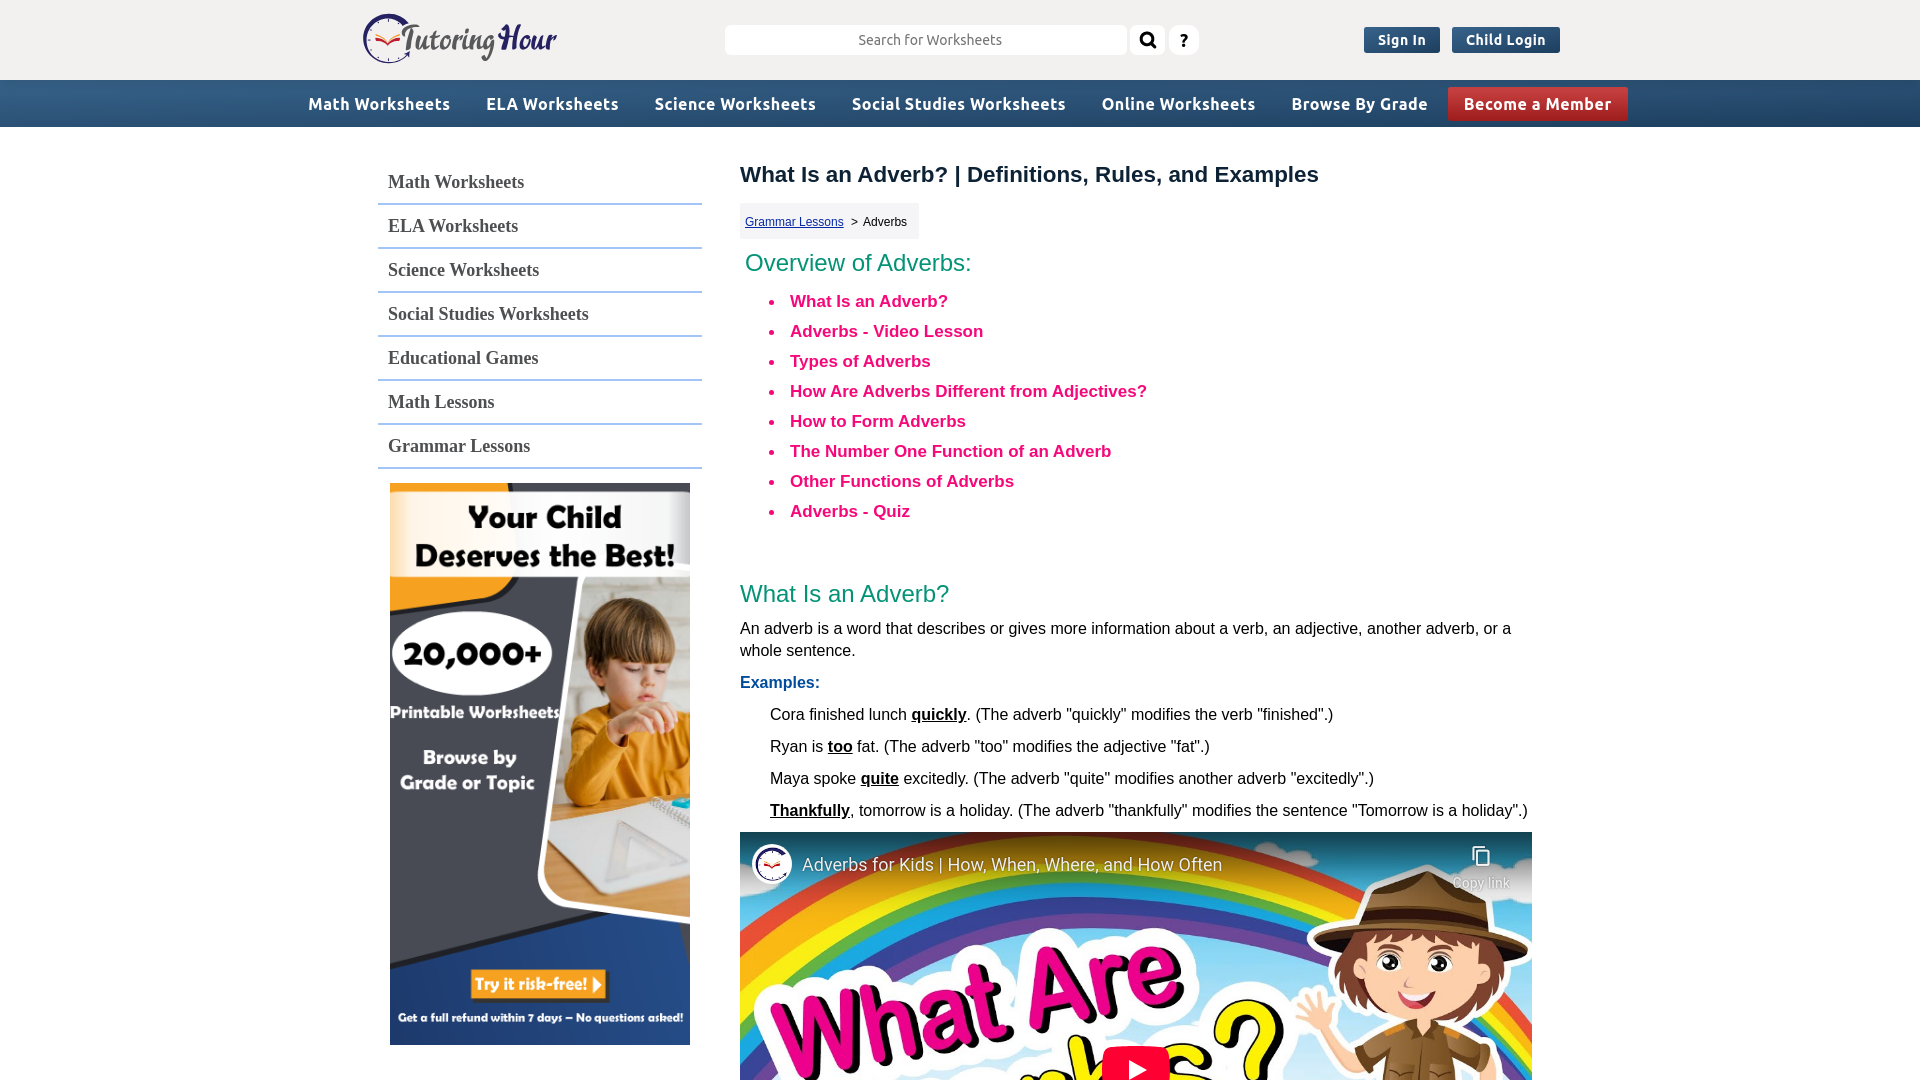 Tutoring Hour
Search for Worksheets
?
Sign In
Child Login
Math Worksheets
ELA Worksheets
Science Worksheets
Social Studies Worksheets
Online Worksheets
Browse By Grade
Become a Member
Math Worksheets
ELA Worksheets
Science Worksheets
Social Studies Worksheets
Educational Games
Math Lessons
Grammar Lessons
Your Child
Deserves the Best!
20,000+
Printable Worksheets
Browse by
Grade or Topic
Try it risk-free!
Get a full refund within 7 days – No questions asked!
What Is an Adverb? | Definitions, Rules, and Examples
Grammar Lessons > Adverbs
Overview of Adverbs:
• What Is an Adverb?
• Adverbs - Video Lesson
• Types of Adverbs
• How Are Adverbs Different from Adjectives?
• How to Form Adverbs
• The Number One Function of an Adverb
• Other Functions of Adverbs
• Adverbs - Quiz
What Is an Adverb?
An adverb is a word that describes or gives more information about a verb, an adjective, another adverb, or a
whole sentence.
Examples:
Cora finished lunch quickly. (The adverb "quickly" modifies the verb "finished".)
Ryan is too fat. (The adverb "too" modifies the adjective "fat".)
Maya spoke quite excitedly. (The adverb "quite" modifies another adverb "excitedly".)
Thankfully, tomorrow is a holiday. (The adverb "thankfully" modifies the sentence "Tomorrow is a holiday".)
Adverbs for Kids | How, When, Where, and How Often
Copy link
What Are